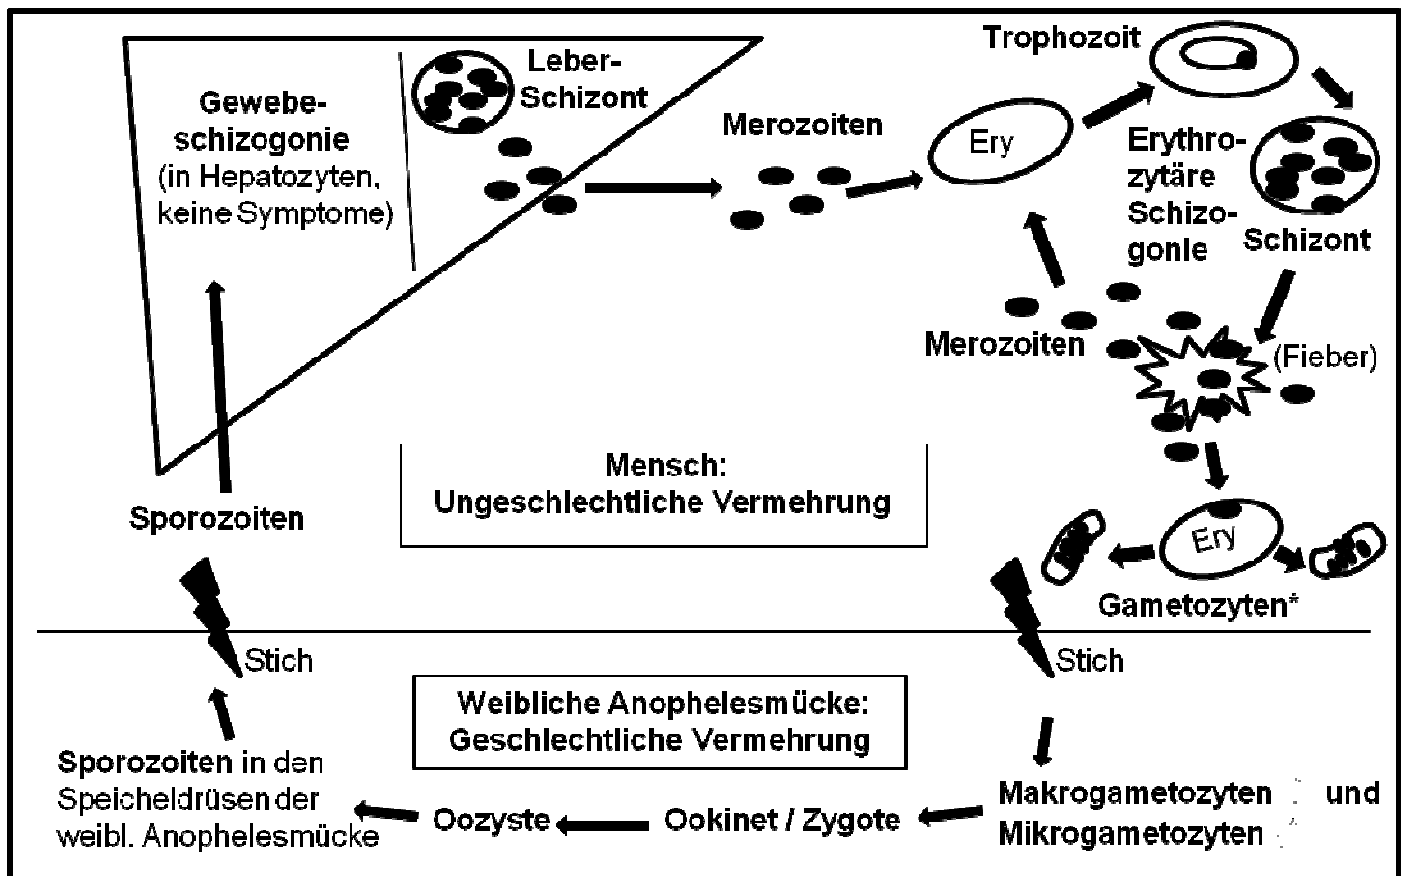 Gewebe-
schizogonie
(in Hepatozyten,
keine Symptome)
Leber-
Schizont
Merozoiten
Ery
Trophozoit
Erythro-
zytäre
Schizo-
gonle
Schizont
Merozoiten
(Fieber)
Mensch:
Ungeschlechtliche Vermehrung
Sporozoiten
Ery
Gametozyten*
Stich
Stich
Weibliche Anophelesmücke:
Geschlechtliche Vermehrung
Sporozoiten in den
Speicheldrüsen der
weibl. Anophelesmücke
Oozyste
Ookinet / Zygote
Makrogametozyten und
Mikrogametozyten